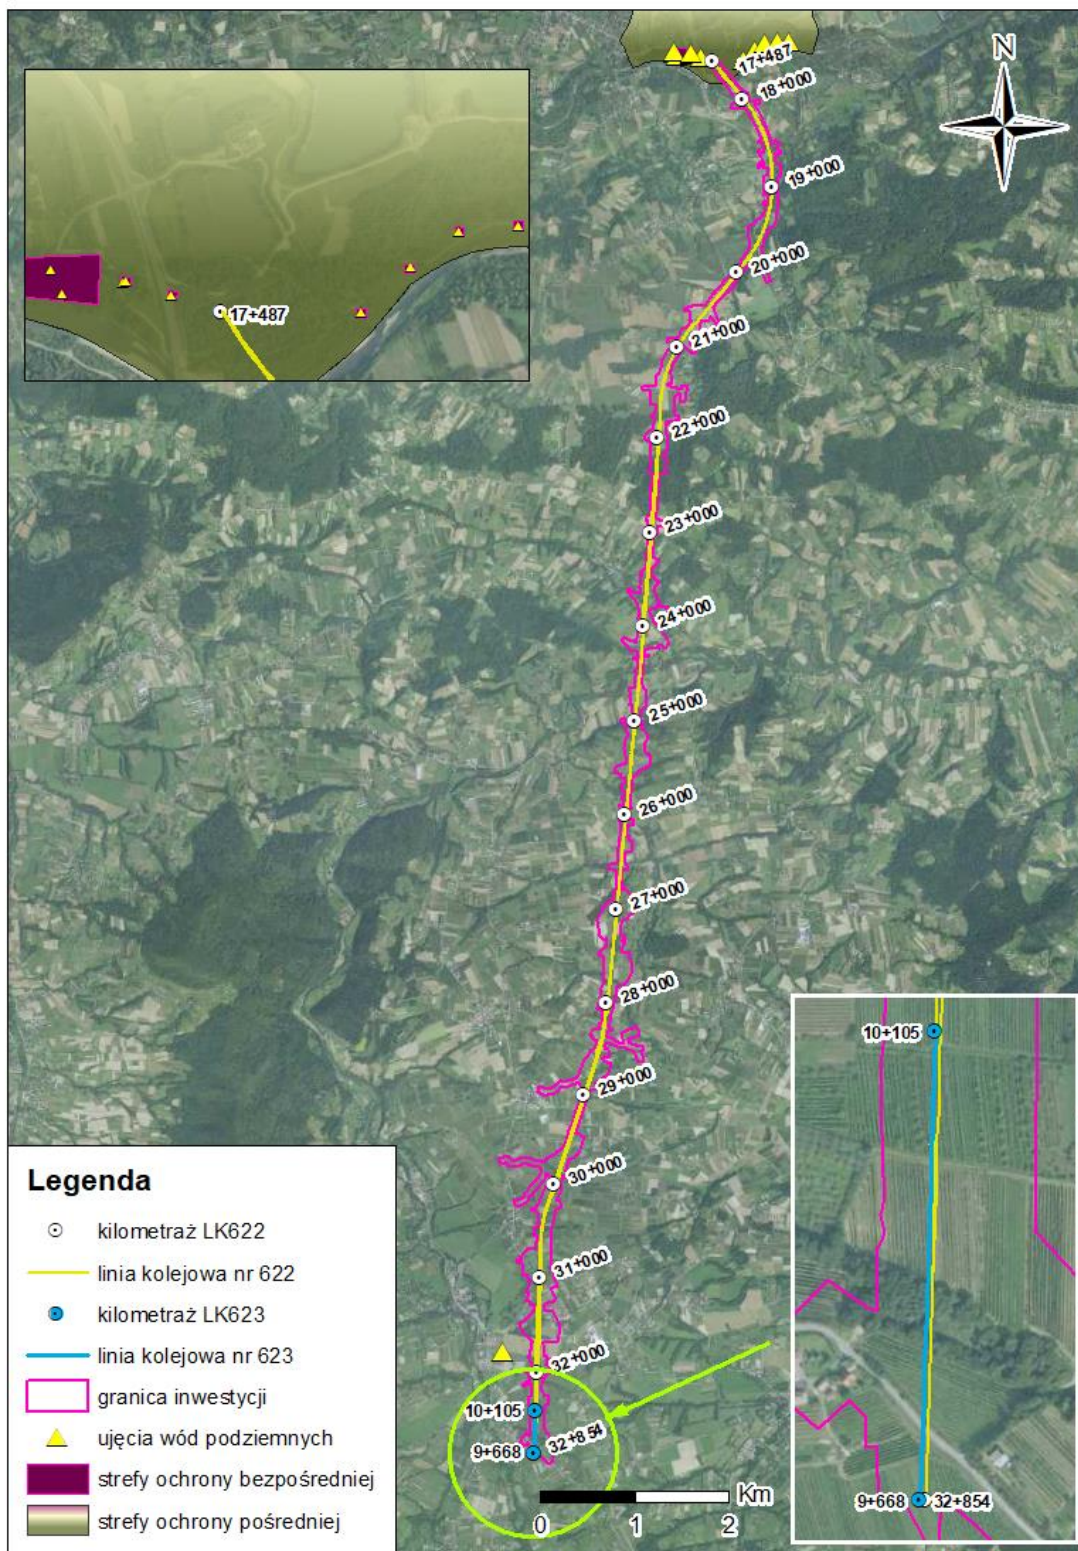 N
17+487
18+000
19+000
17+487
20+000
21+000
22+000
23+000
24+000
25+000
26+000
27+000
28+000
29+000
30+000
31+000
32+000
10+105
9+668
32+854
Km
0
1
2
10+105
9+668
32+854
Legenda
kilometraż LK622
linia kolejowa nr 622
kilometraż LK623
linia kolejowa nr 623
granica inwestycji
ujęcia wód podziemnych
strefy ochrony bezpośredniej
strefy ochrony pośredniej